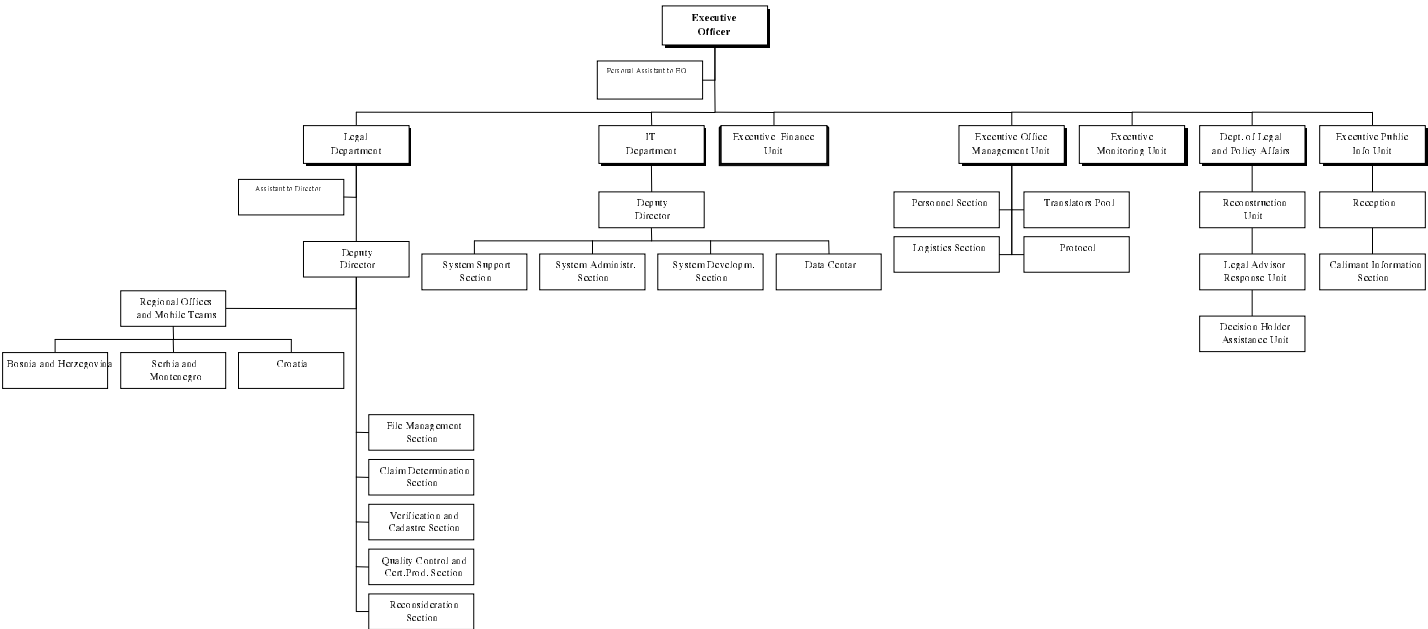 Executive
Officer
Personal Assistant to EO
Legal
Department
IT
Department
Executive Finance
Unit
Executive Office
Management Unit
Executive
Monitoring Unit
Dept. of Legal
and Policy Affairs
Executive Public
Info Unit
Assistant to Director
Deputy
Director
Personnel Section
Translators Pool
Reconstruction
Unit
Reception
Deputy
Director
Logistics Section
Protocol
System Support
Section
System Administr.
Section
System Developm.
Section
Data Centar
Legal Advisor
Response Unit
Calimant Information
Section
Regional Offices
and Mobile Teams
Decision Holder
Assistance Unit
Bosnia and Herzegovina
Serbia and
Montenegro
Croatia
File Management
Section
Claim Determination
Section
Verification and
Cadastre Section
Quality Control and
Cert.Prod. Section
Reconsideration
Section